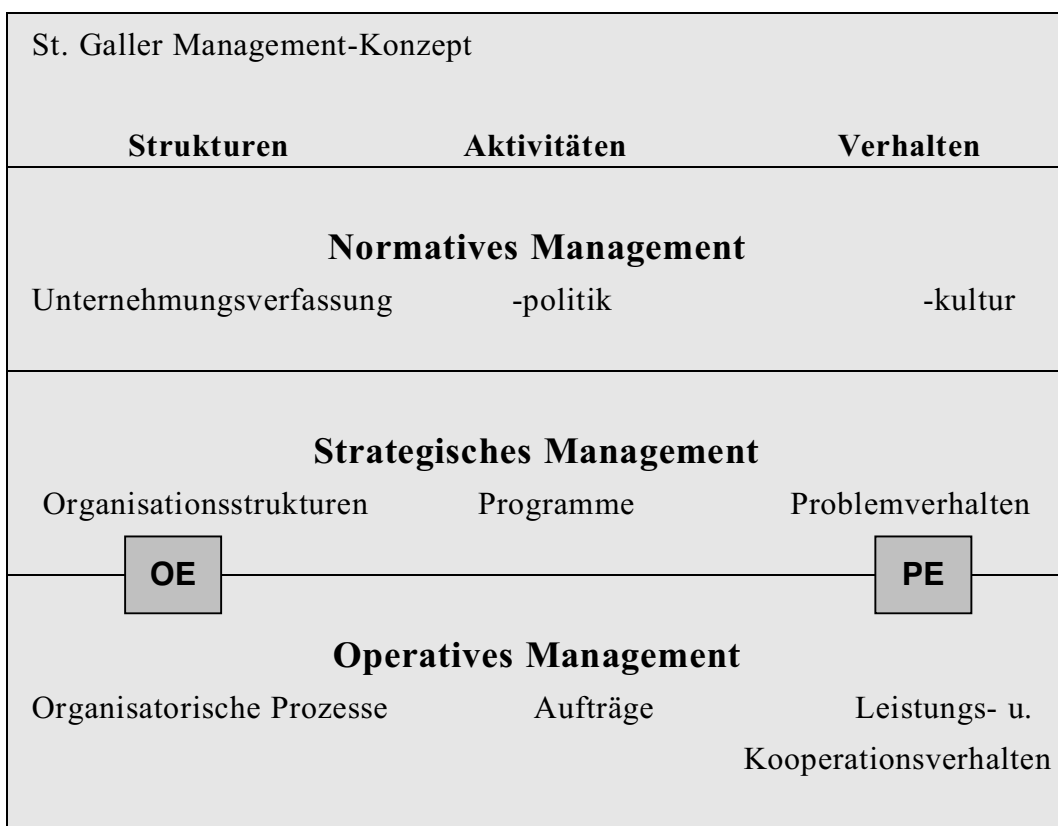 St. Galler Management-Konzept
Strukturen Aktivitäten Verhalten
Normatives Management
Unternehmungsverfassung -politik -kultur
Strategisches Management
Organisationsstrukturen Programme Problemverhalten
OE PE
Operatives Management
Organisatorische Prozesse Aufträge Leistungs- u.
Kooperationsverhalten